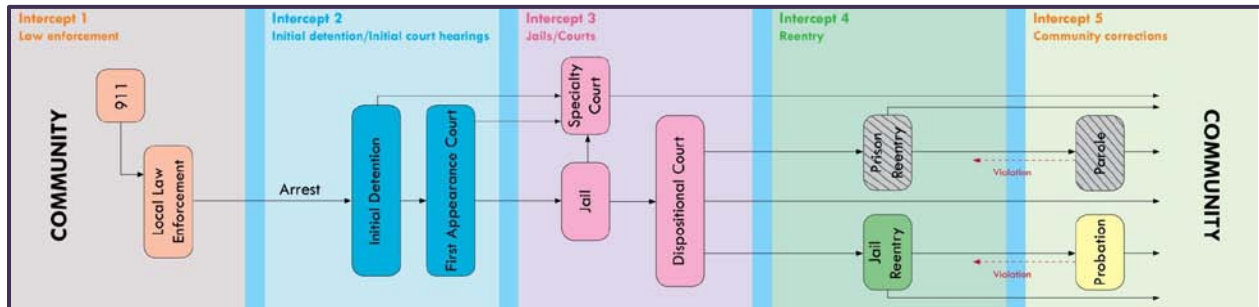 Intercept 1
Law enforcement
Intercept 2
Initial detention/Initial court hearings
Intercept 3
Jails/Courts
Intercept 4
Reentry
Intercept 5
Community corrections
COMMUNITY
911
Local Law
Enforcement
Arrest
Initial Detention
First Appearance Court
Specialty
Court
Jail
Dispositional Court
Prison
Reentry
Violation
Parole
Jail
Reentry
Violation
Probation
COMMUNITY